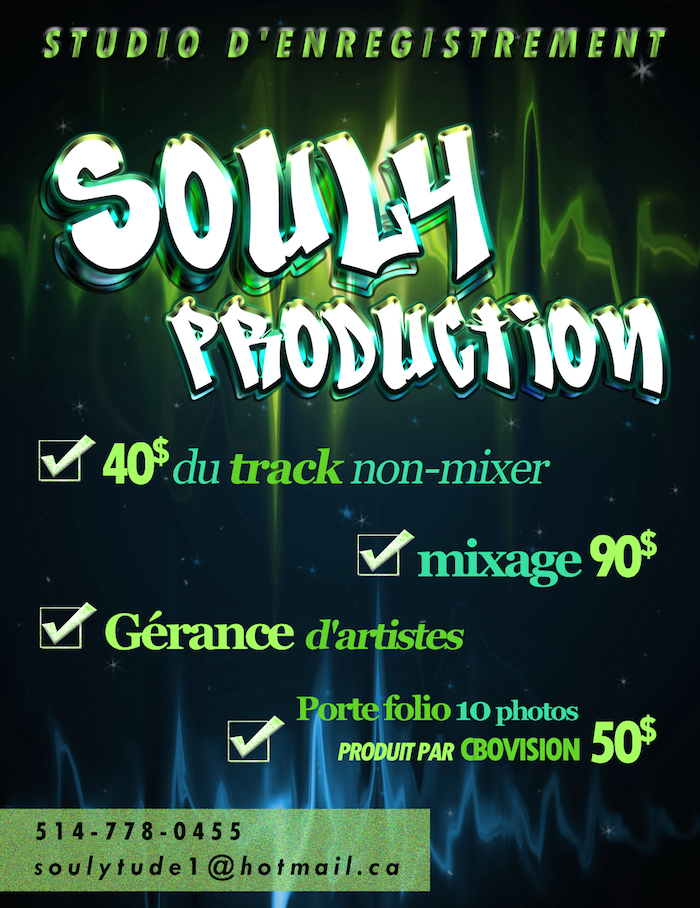 STUDIO D'ENREGISTREMENT
SOULY
PRODUCTION
40$ du track non-mixer
mixage 90$
Gérance d'artistes
Porte folio 10 photos
PRODUIT PAR CBOVISION 50$
514-778-0455
soulytude1@hotmail.ca